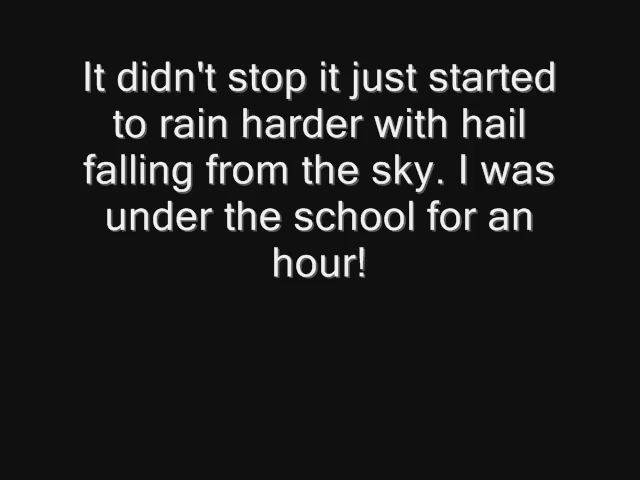 It didn't stop it just started
to rain harder with hail
falling from the sky. I was
under the school for an
hour!